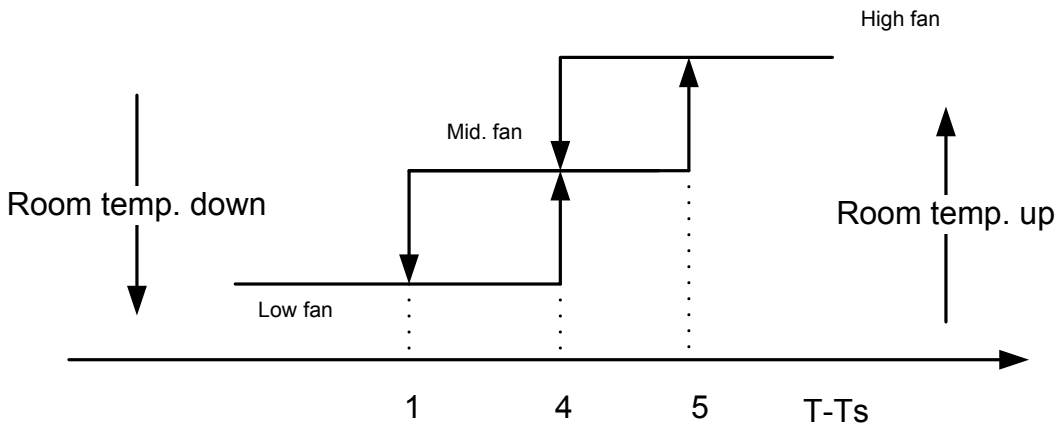 High fan
Mid. fan
Room temp. down
Room temp. up
Low fan
1 4 5 T-Ts